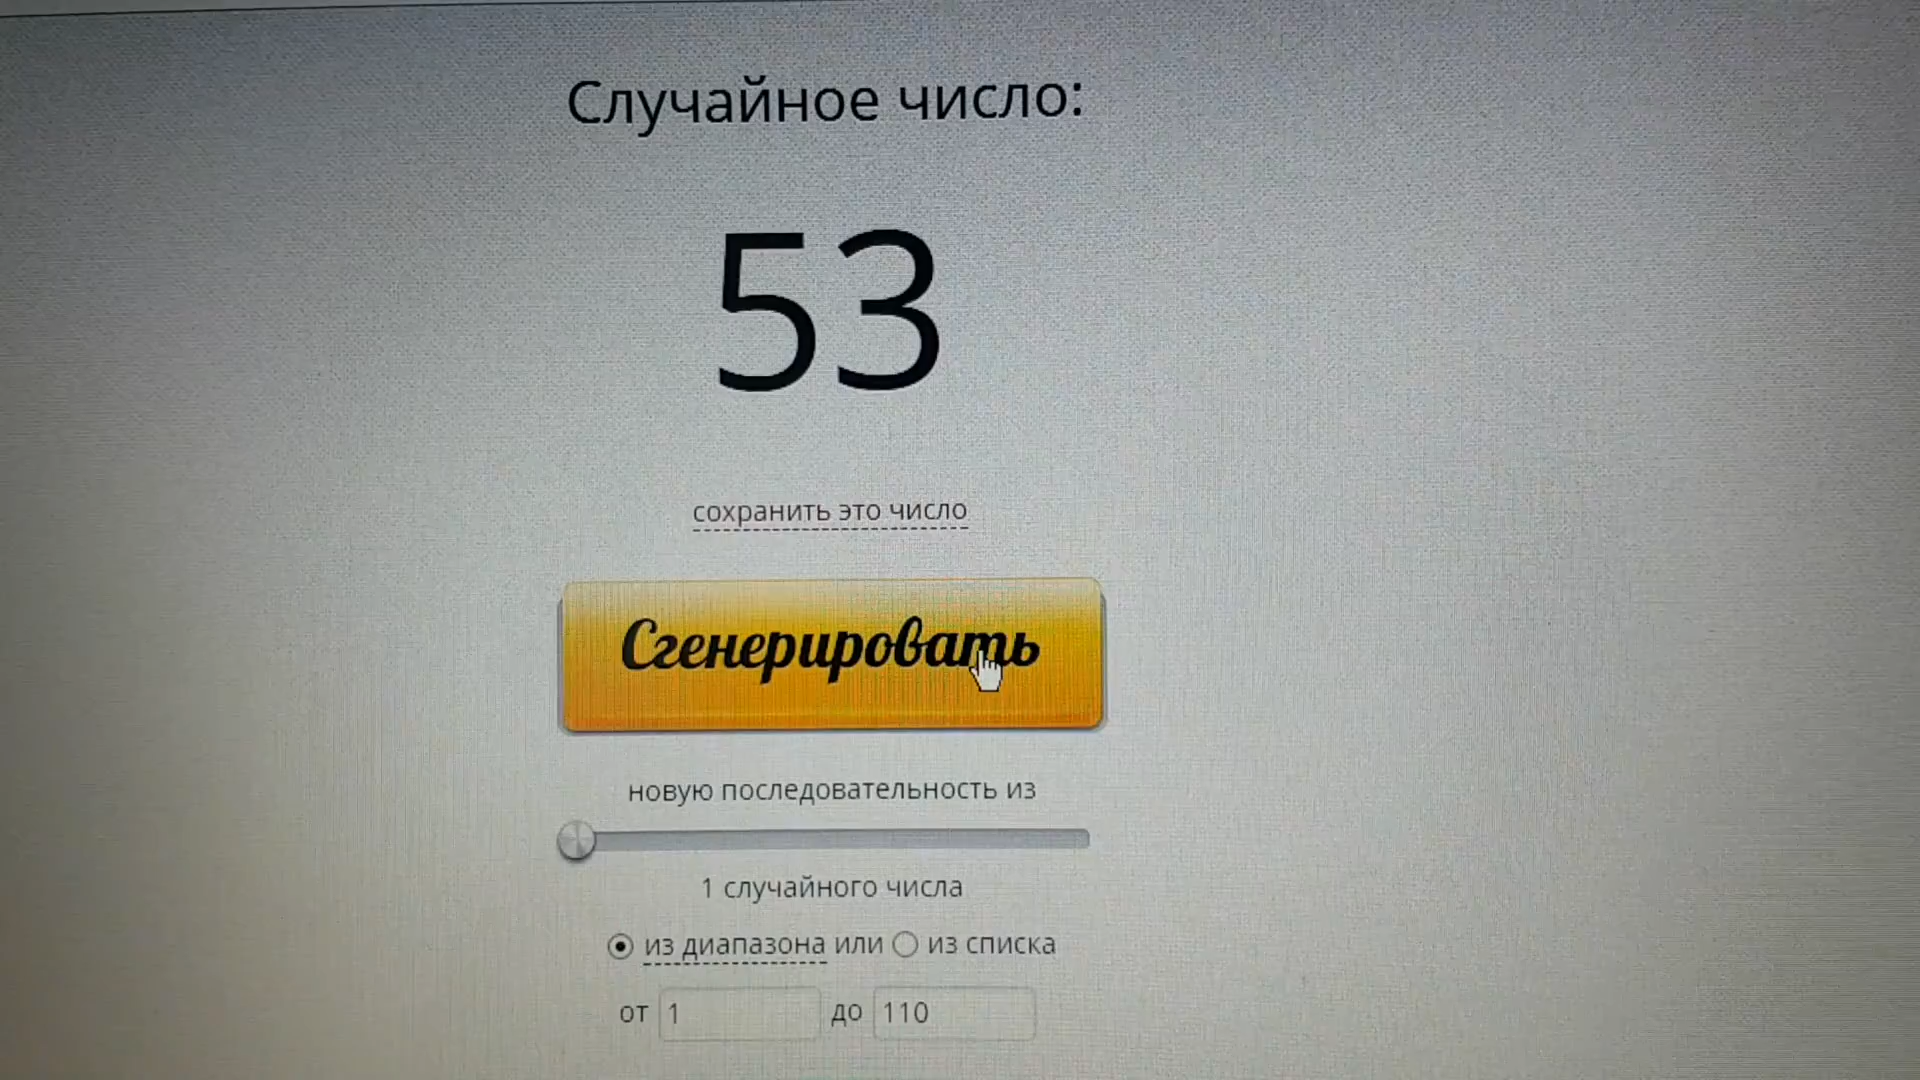 Случайное число:
53
сохранить это число
Сгенерировать
новую последовательность из
1 случайного числа
из диапазона или из списка
от 1 до 110